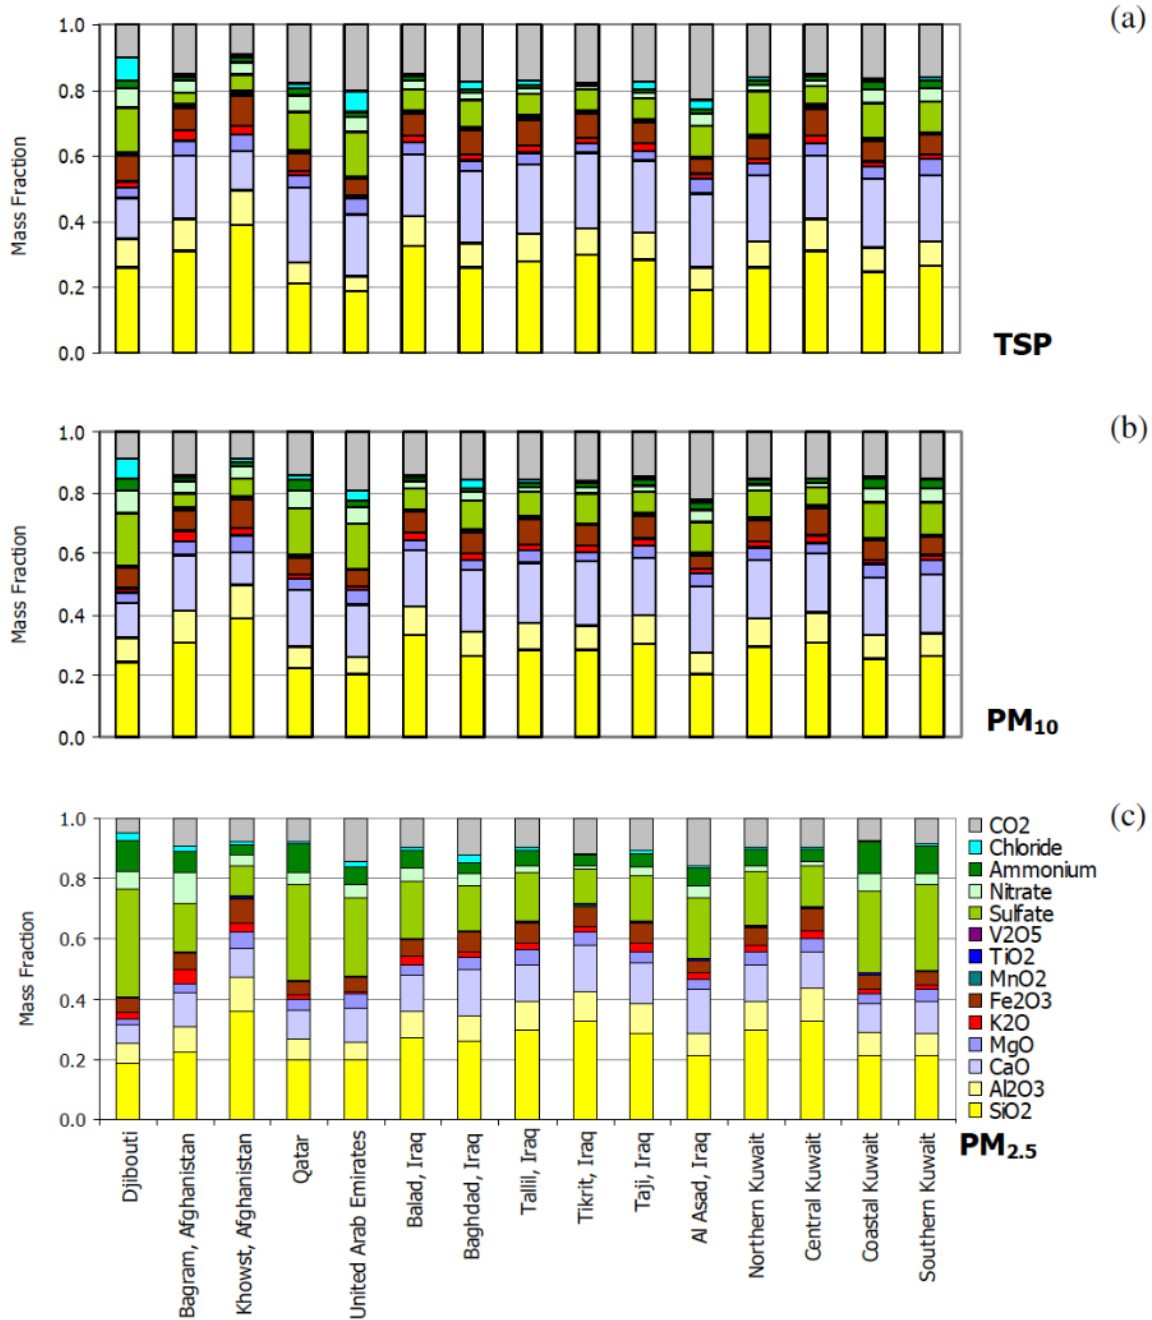 (a)
1.0
0.8
0.6
0.4
0.2
0.0
Mass Fraction
TSP
(b)
1.0
0.8
0.6
0.4
0.2
0.0
Mass Fraction
PM10
(c)
1.0
0.8
0.6
0.4
0.2
0.0
Mass Fraction
CO2
Chloride
Ammonium
Nitrate
Sulfate
V2O5
TiO2
MnO2
Fe2O3
K2O
MgO
CaO
Al2O3
SiO2
PM2.5
Djibouti
Bagram, Afghanistan
Khowst, Afghanistan
Qatar
United Arab Emirates
Balad, Iraq
Baghdad, Iraq
Tallil, Iraq
Tikrit, Iraq
Taji, Iraq
Al Asad, Iraq
Northern Kuwait
Central Kuwait
Coastal Kuwait
Southern Kuwait